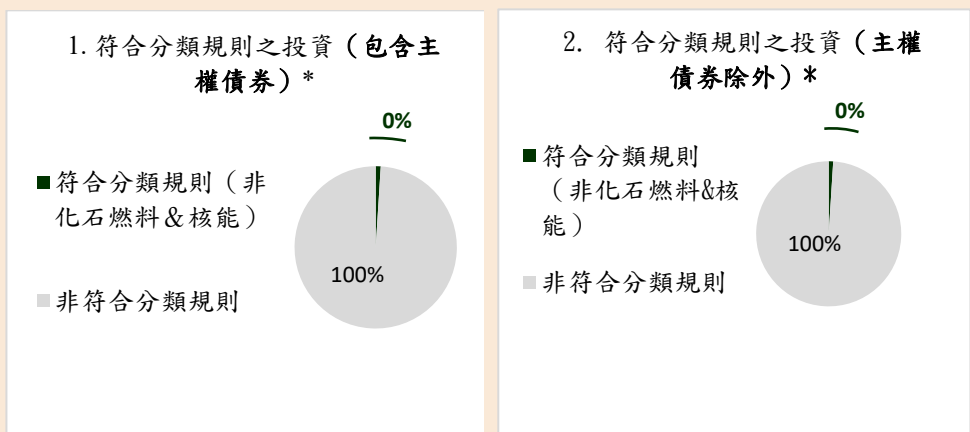 1. 符合分類規則之投資（包含主
權債券）*
0%
符合分類規則（非
化石燃料＆核能）
100%
非符合分類規則
2. 符合分類規則之投資（主權
債券除外）*
0%
符合分類規則
（非化石燃料&核
能）
100%
非符合分類規則